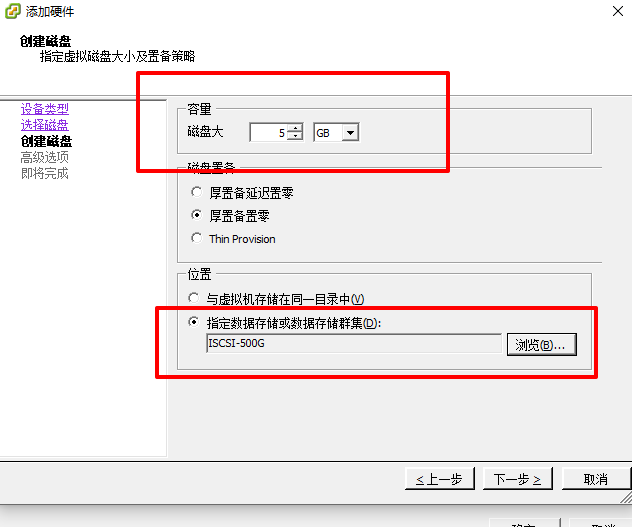 添加硬件
创建磁盘
指定虚拟磁盘大小及置备策略
设备类型
选择磁盘
创建磁盘
高级选项
即将完成
容量
磁盘大 5 GB
磁盘置备
厚置备延迟置零
厚置备置零
Thin Provision
位置
与虚拟机存储在同一目录中(V)
指定数据存储或数据存储群集(D):
ISCSI-500G 浏览(B)...
< 上一步 下一步 > 取消